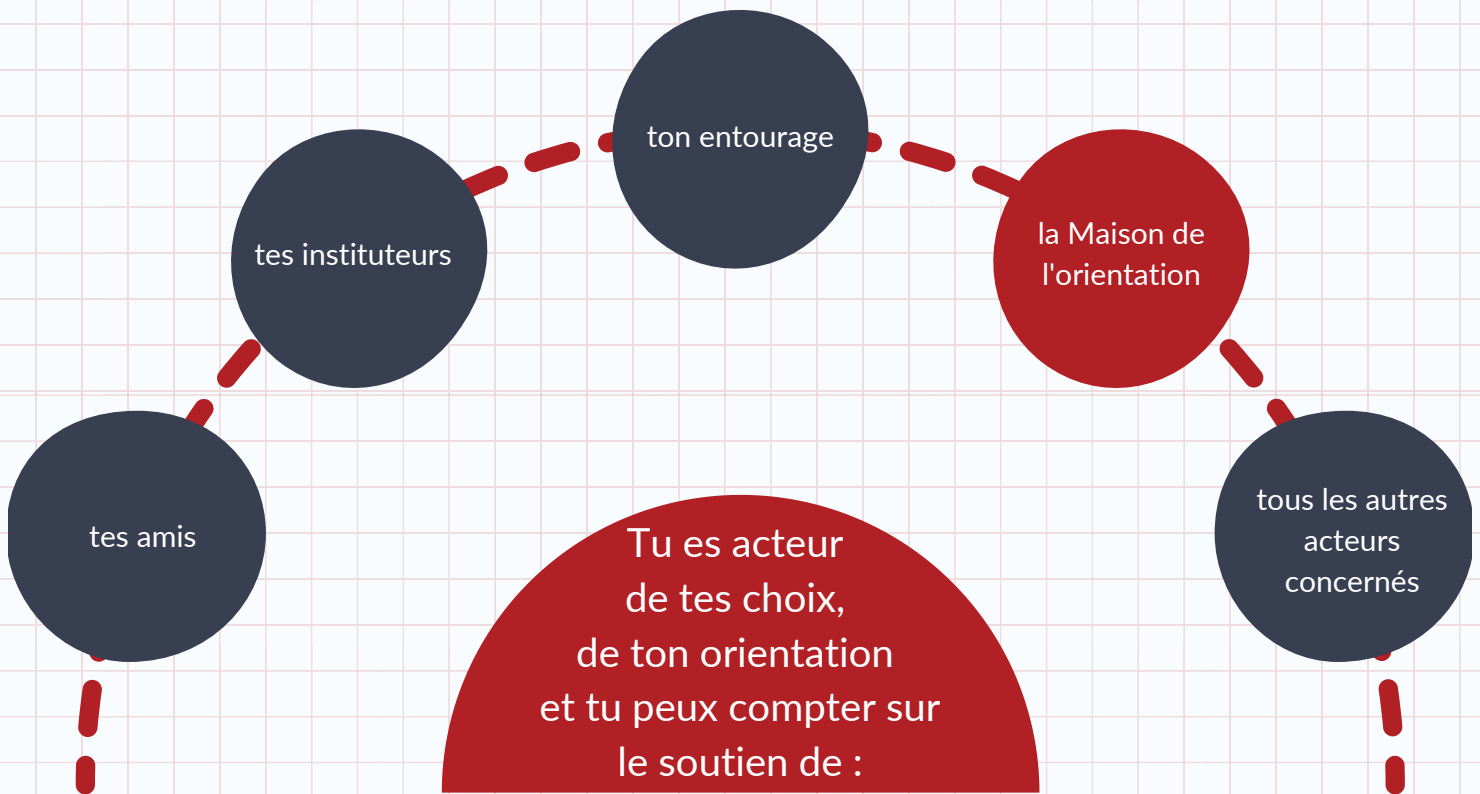 ton entourage
tes instituteurs
la Maison de
l'orientation
tes amis
tous les autres
acteurs
concernés
Tu es acteur
de tes choix,
de ton orientation
et tu peux compter sur
le soutien de :